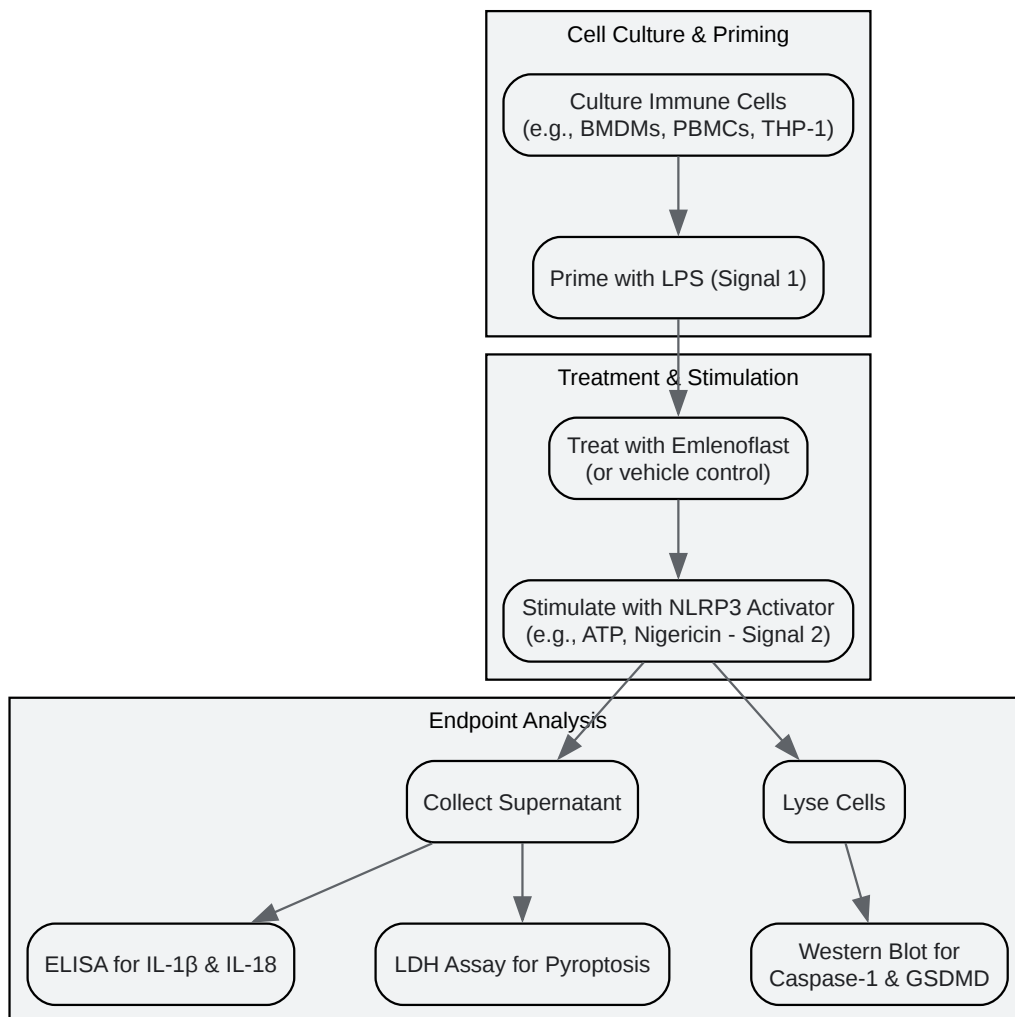 Cell Culture & Priming
Culture Immune Cells
(e.g., BMDMs, PBMCs, THP-1)
Prime with LPS (Signal 1)
Treatment & Stimulation
Treat with Emlenoflast
(or vehicle control)
Stimulate with NLRP3 Activator
(e.g., ATP, Nigericin - Signal 2)
Endpoint Analysis
Collect Supernatant
Lyse Cells
ELISA for IL-1β & IL-18
LDH Assay for Pyroptosis
Western Blot for
Caspase-1 & GSDMD